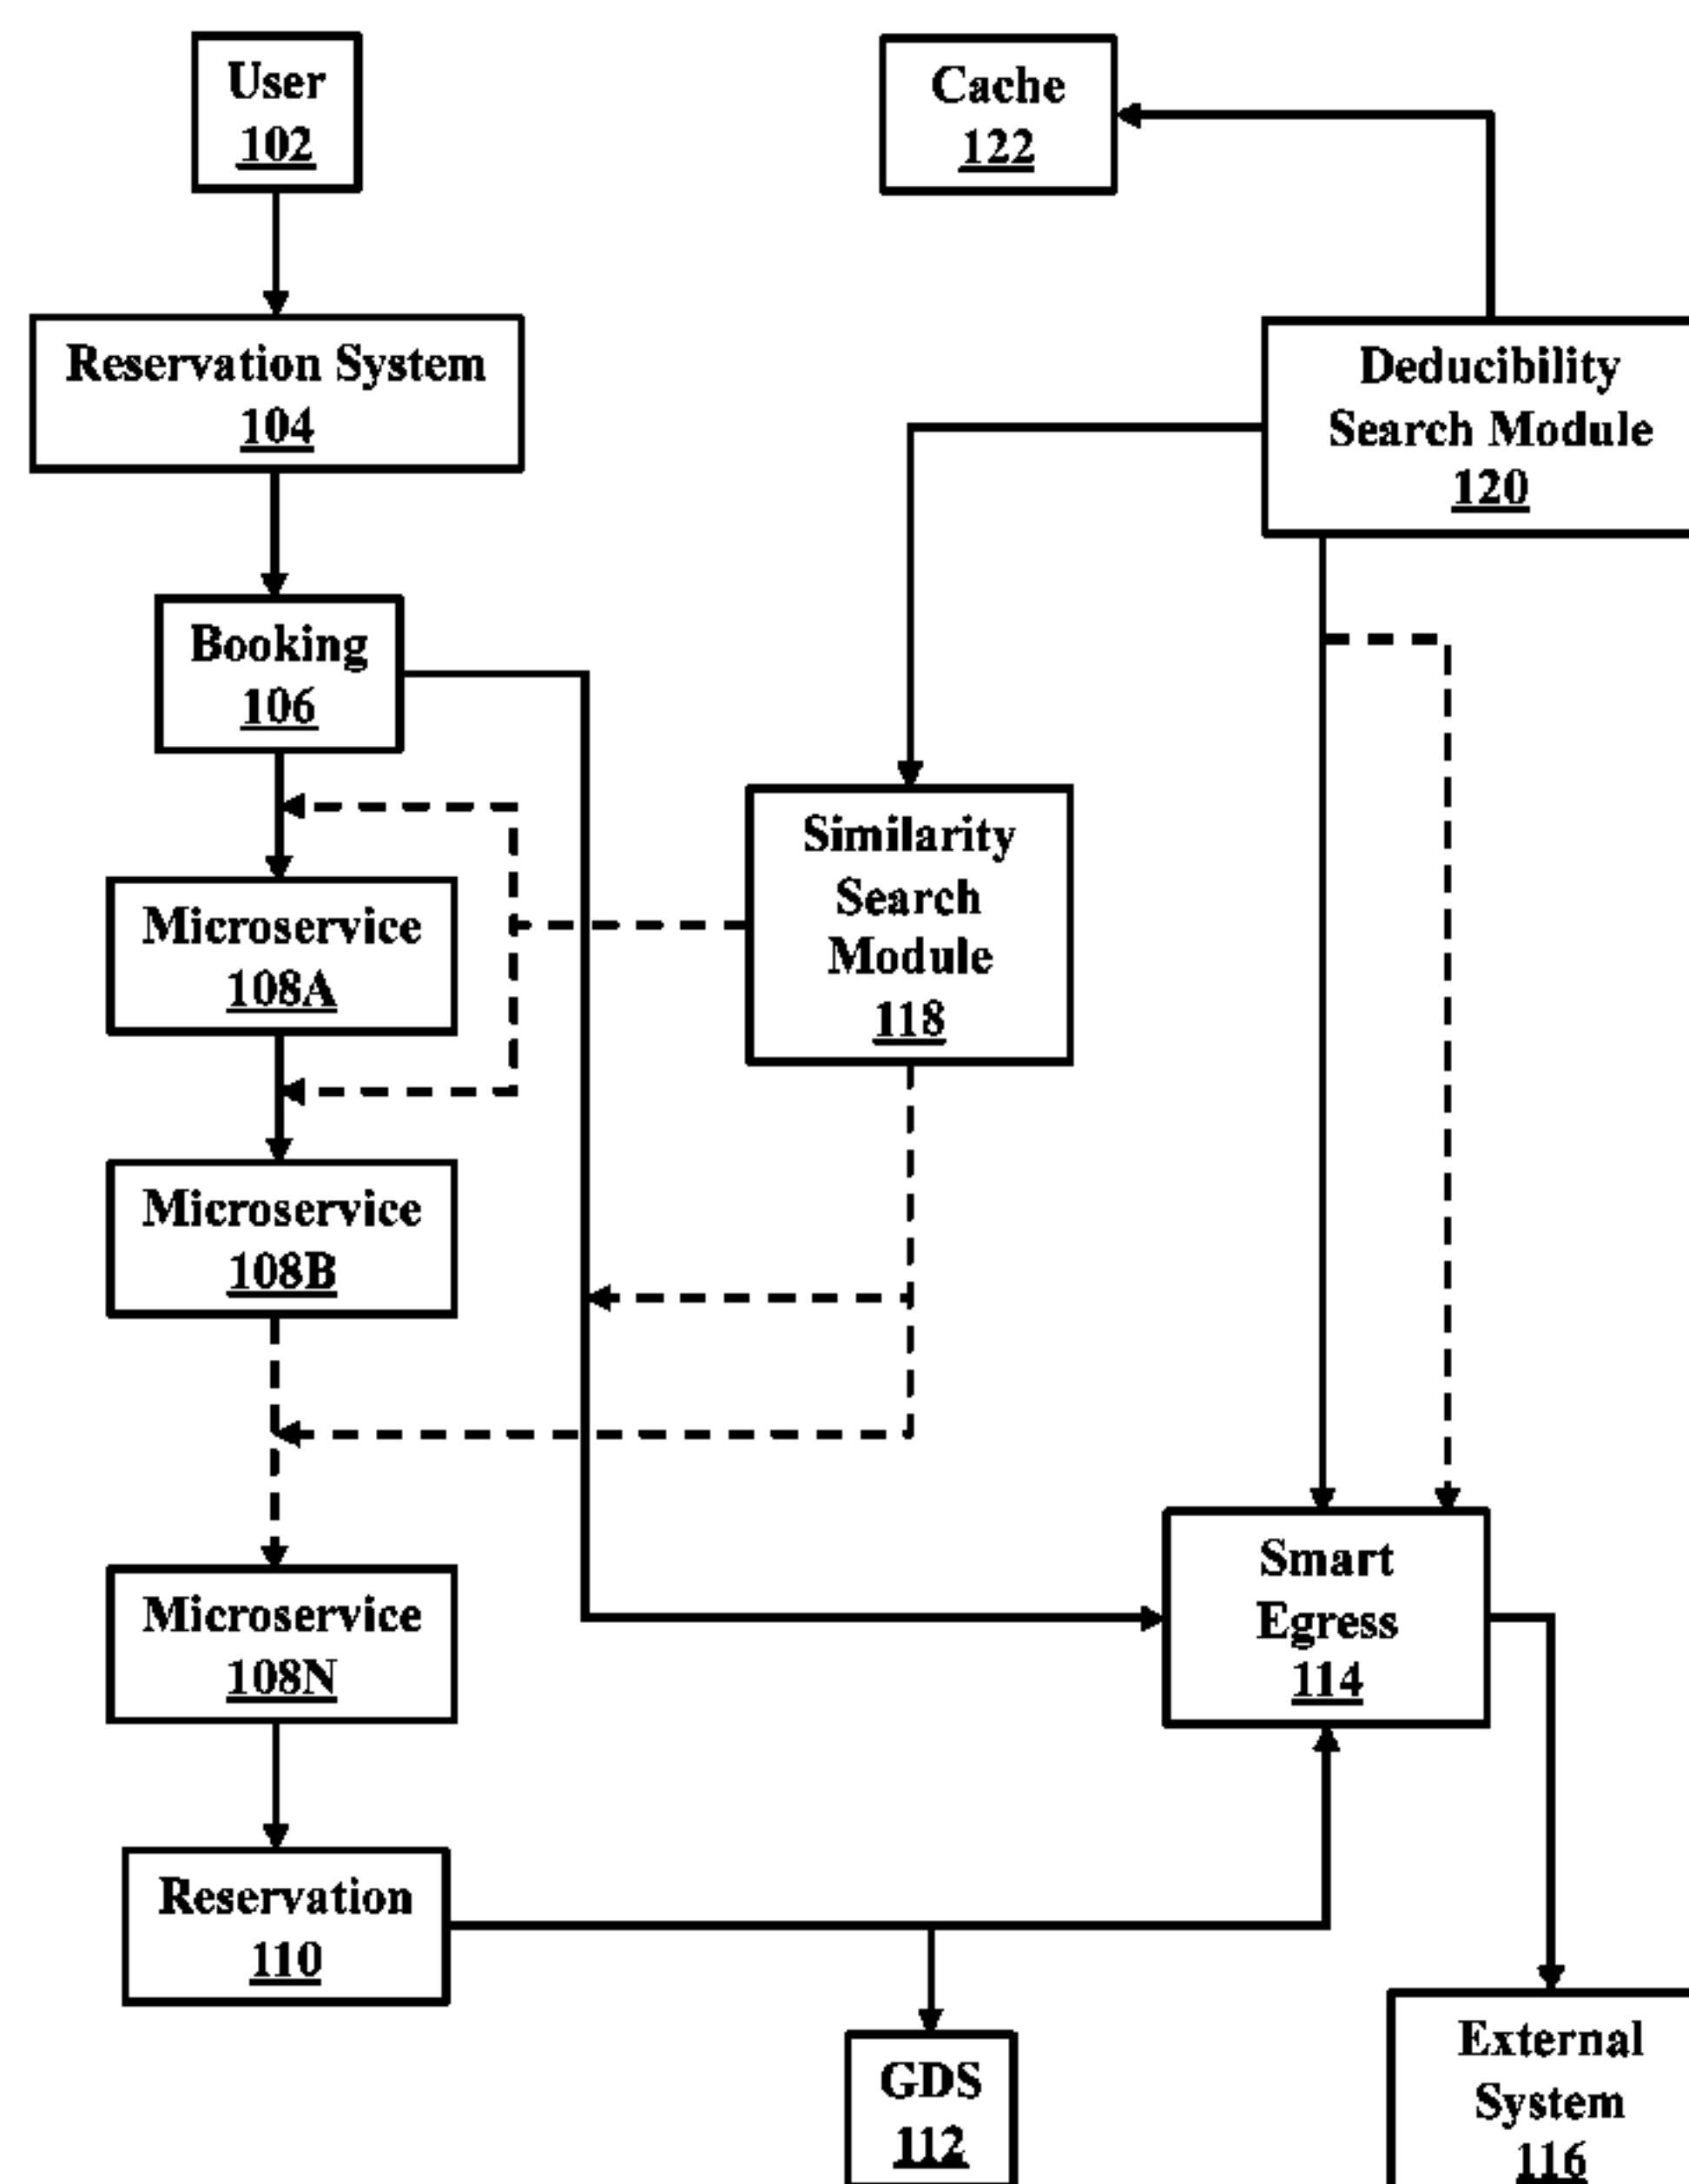 User
102
Cache
122
Reservation System
104
Deducibility
Search Module
120
Booking
106
Similarity
Search
Module
118
Microservice
108A
Microservice
108B
Smart
Egress
114
Microservice
108N
Reservation
110
GDS
112
External
System
116